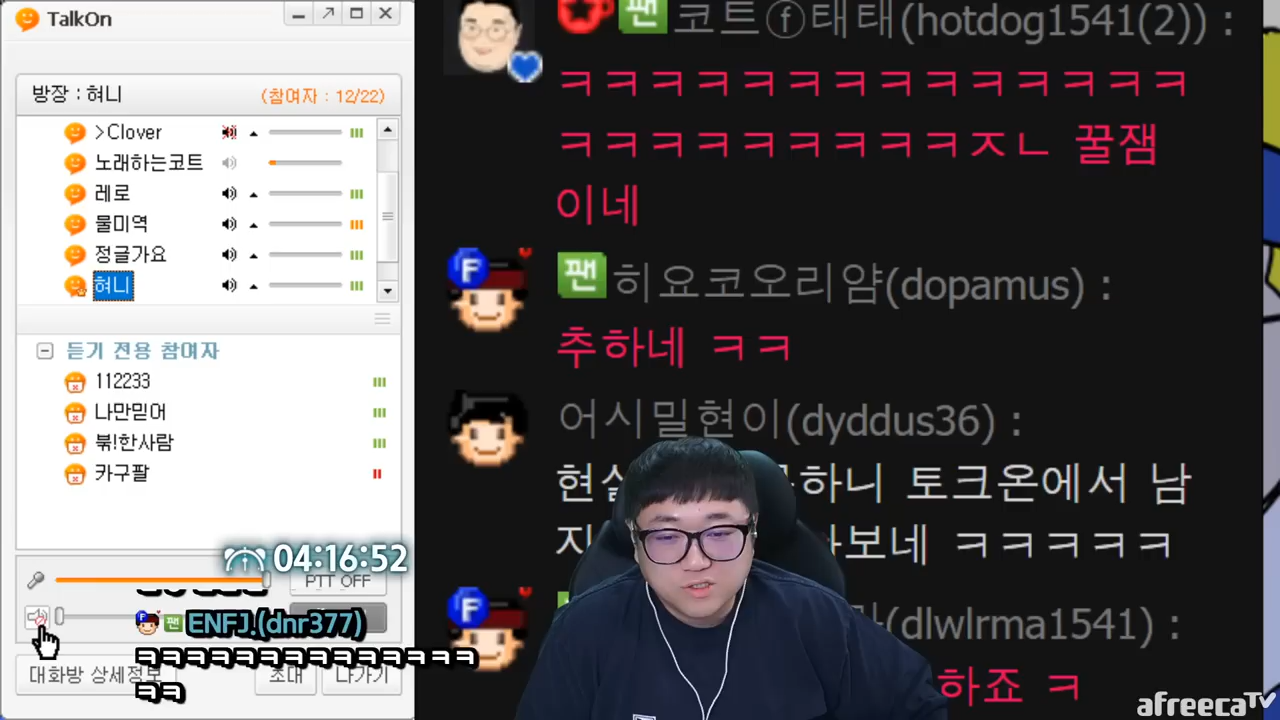 TalkOn
방장 : 혀니 (참여자 : 12/22)
>Clover
노래하는코트
레로
물미역
정글가요
혀니
듣기 전용 참여자
112233
나만믿어
붂!한사람
카구팔
04:16:52
PTT OFF
팬 ENFJ.(dnr377)
ㅋㅋㅋㅋㅋㅋㅋㅋㅋㅋㅋㅋㅋㅋ
ㅋㅋ
대화방 상세정보 초대 나가기
팬 코트ⓕ태태(hotdog1541(2)) :
ㅋㅋㅋㅋㅋㅋㅋㅋㅋㅋㅋㅋㅋㅋ
ㅋㅋㅋㅋㅋㅋㅋㅋㅋㅈㄴ 꿀잼
이네
F 팬 히요코오리얌(dopamus) :
추하네 ㅋㅋ
어시밀현이(dyddus36) :
하니 토크온에서 남
보네 ㅋㅋㅋㅋㅋ
F (dlwlrma1541) :
하죠 ㅋ
afreecaTV